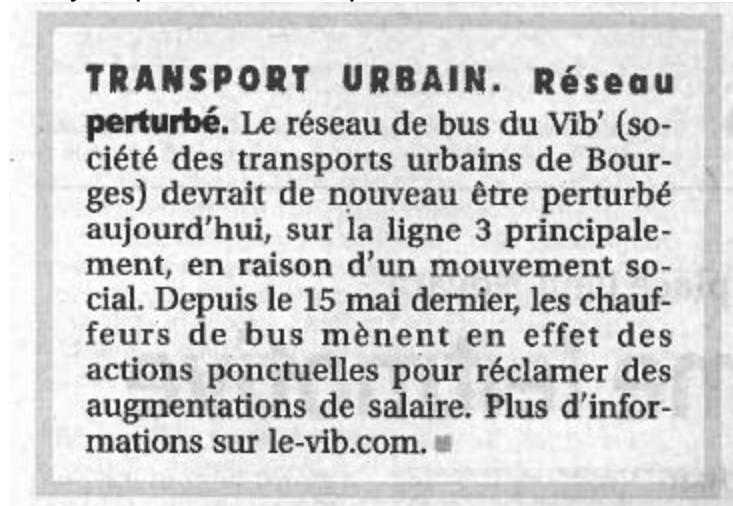 TRANSPORT URBAIN. Réseau
perturbé. Le réseau de bus du Vib' (so-
ciété des transports urbains de Bour-
ges) devrait de nouveau être perturbé
aujourd'hui, sur la ligne 3 principale-
ment, en raison d'un mouvement so-
cial. Depuis le 15 mai dernier, les chauf-
feurs de bus mènent en effet des
actions ponctuelles pour réclamer des
augmentations de salaire. Plus d'infor-
mations sur le-vib.com.